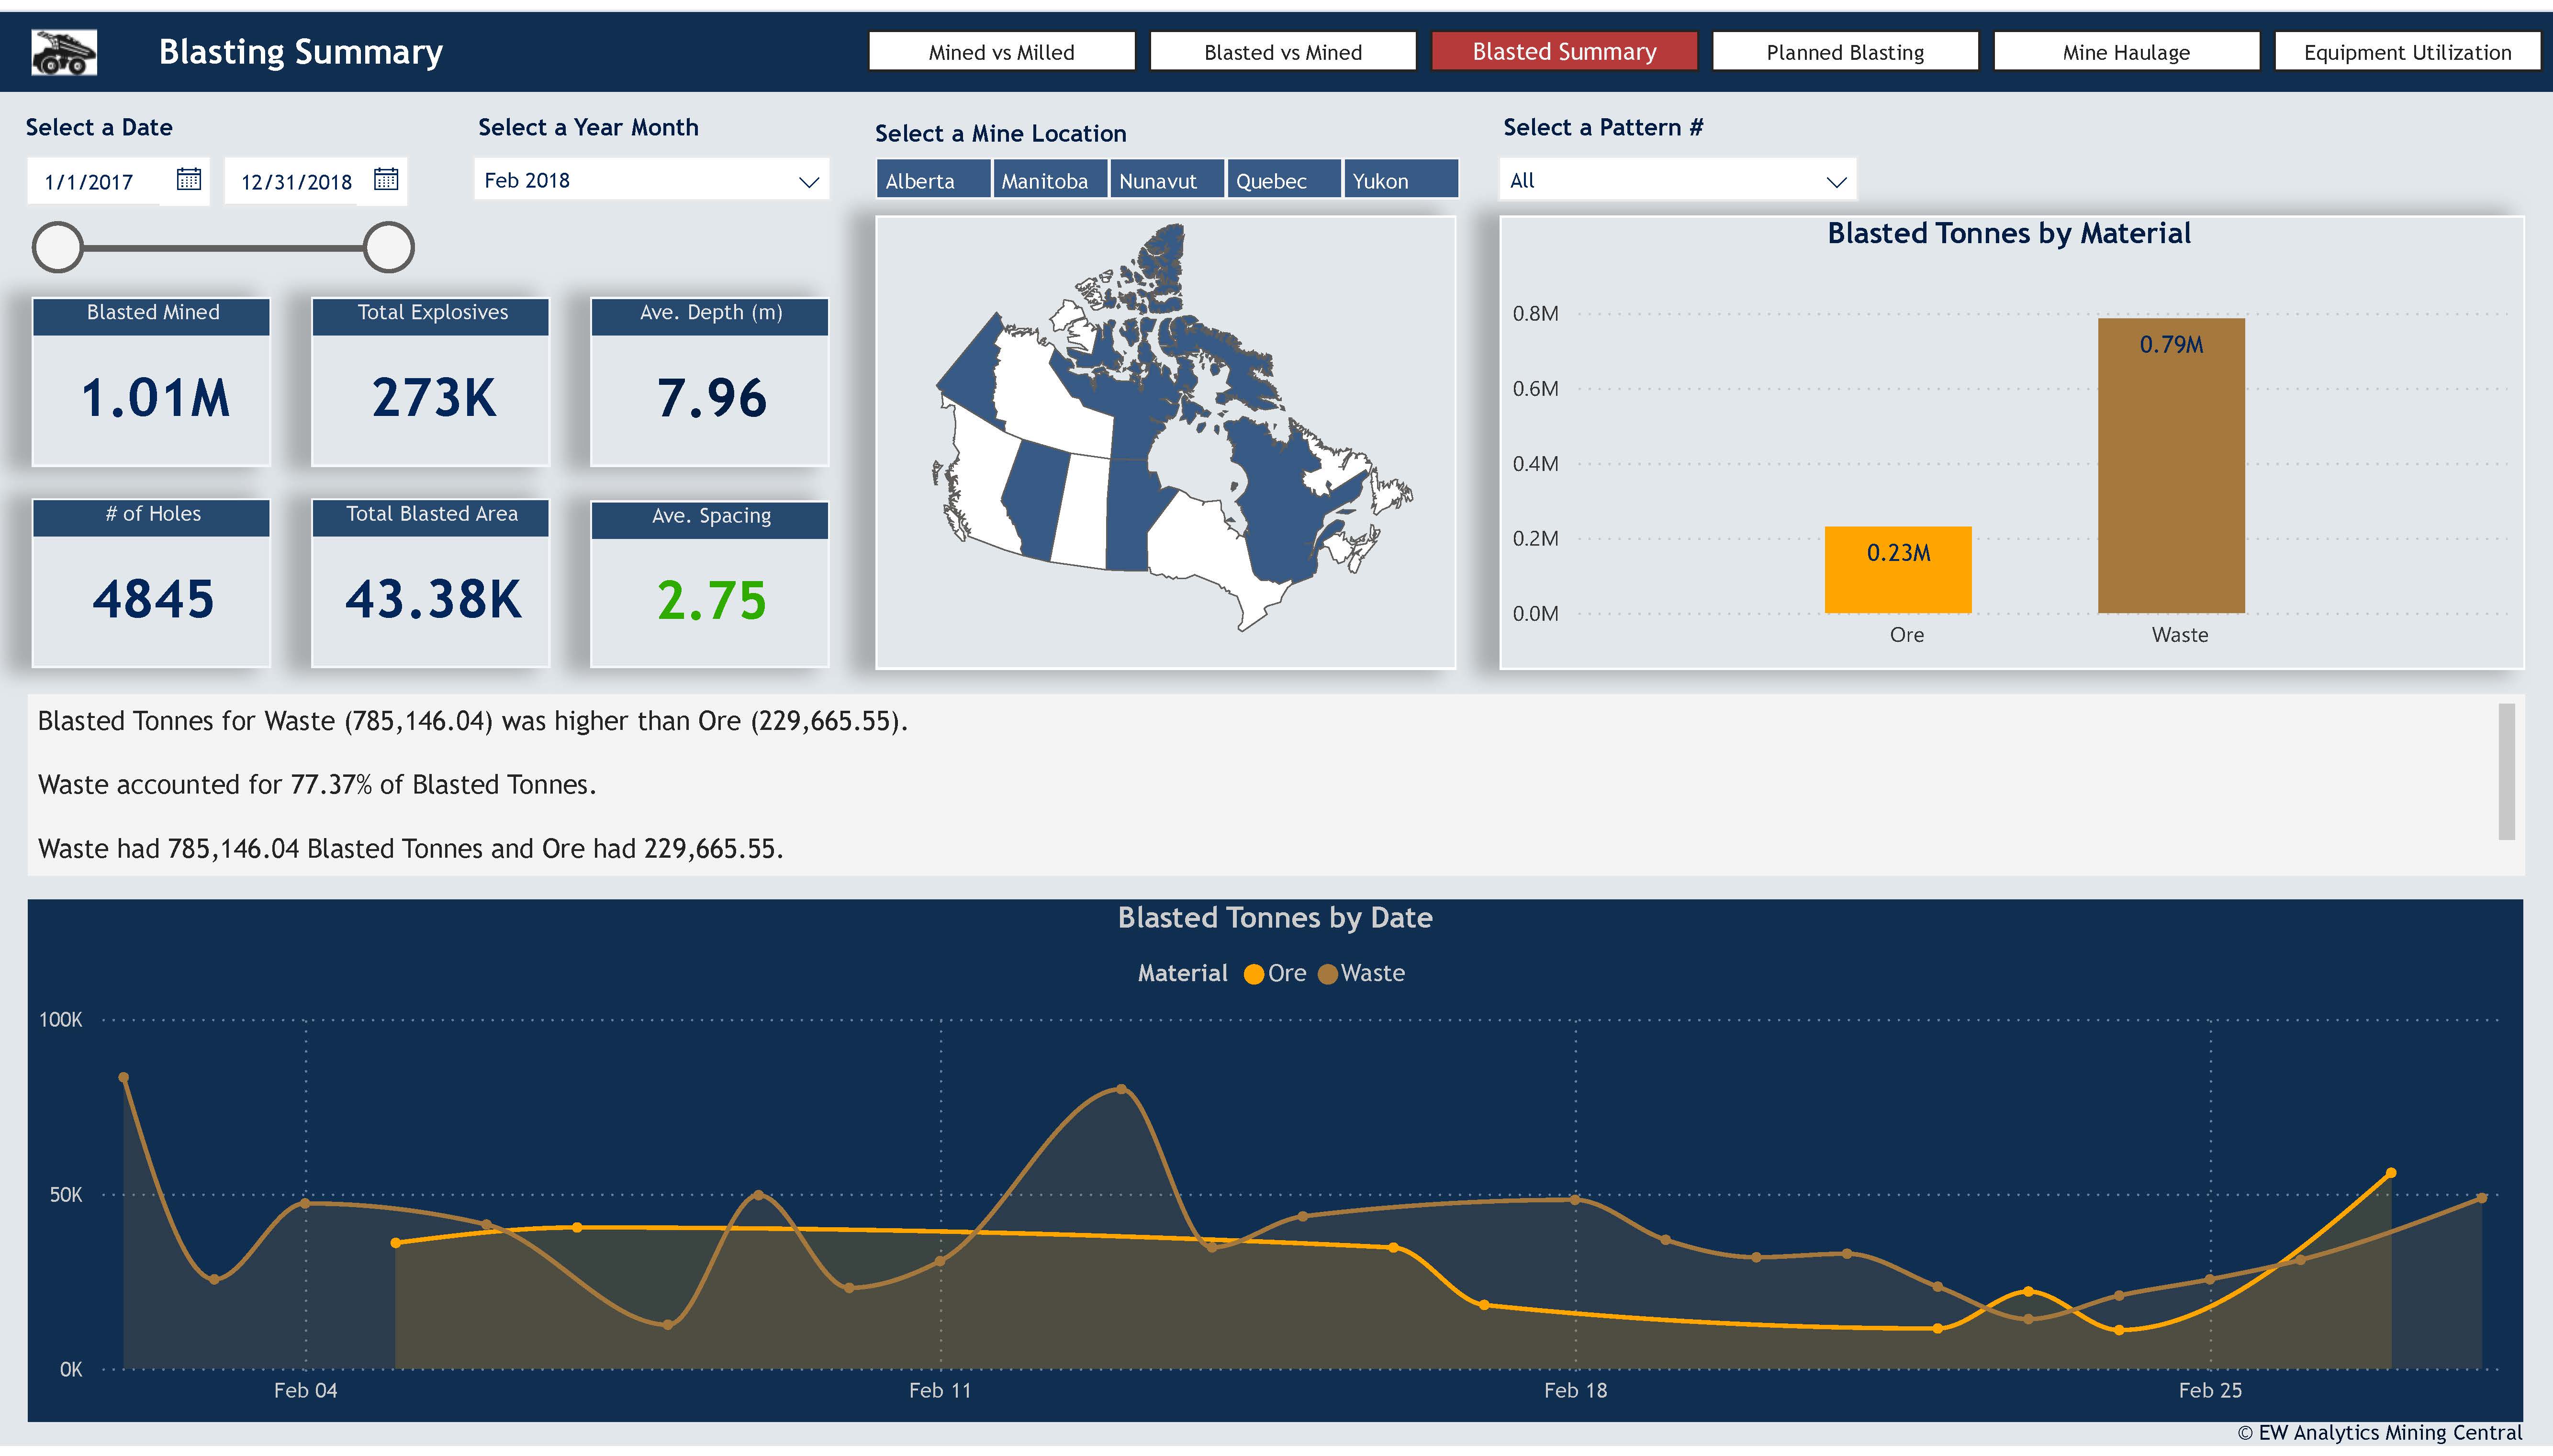 Blasting Summary
Mined vs Milled
Blasted vs Mined
Blasted Summary
Planned Blasting
Mine Haulage
Equipment Utilization
Select a Date
1/1/2017
12/31/2018
Select a Year Month
Feb 2018
Select a Mine Location
Alberta
Manitoba
Nunavut
Quebec
Yukon
Select a Pattern #
All
Blasted Mined
1.01M
Total Explosives
273K
Ave. Depth (m)
7.96
# of Holes
4845
Total Blasted Area
43.38K
Ave. Spacing
2.75
Blasted Tonnes by Material
0.8M
0.6M
0.4M
0.2M
0.0M
0.23M
0.79M
Ore
Waste
Blasted Tonnes for Waste (785,146.04) was higher than Ore (229,665.55).
Waste accounted for 77.37% of Blasted Tonnes.
Waste had 785,146.04 Blasted Tonnes and Ore had 229,665.55.
Blasted Tonnes by Date
Material Ore Waste
100K
50K
0K
Feb 04
Feb 11
Feb 18
Feb 25
© EW Analytics Mining Central